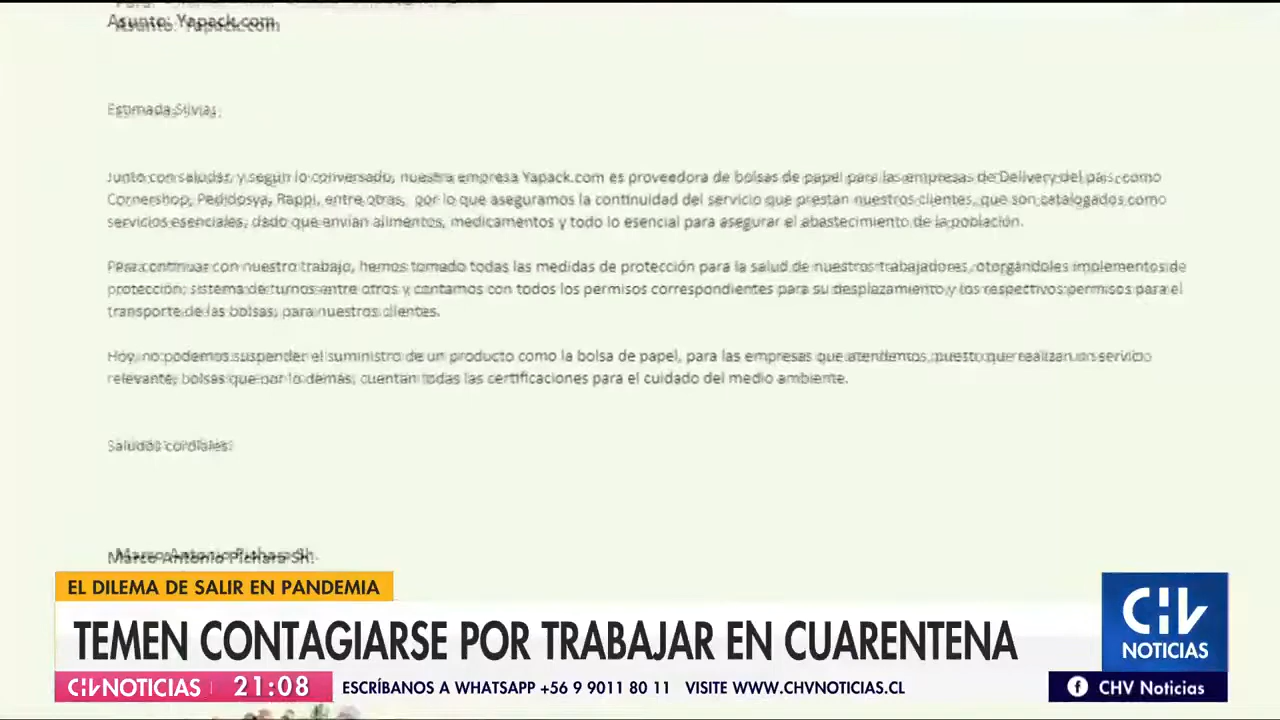 Asunto: Yapack.com
Estimada Silvia:
Junto con saludar, y según lo conversado, nuestra empresa Yapack.com es proveedora de bolsas de papel para las empresas de Delivery del país como
Cornershop, Pedidosya, Rappi, entre otras, por lo que aseguramos la continuidad del servicio que prestan nuestros clientes, que son catalogados como
servicios esenciales, dado que envían alimentos, medicamentos y todo lo esencial para asegurar el abastecimiento de la población.
Para continuar con nuestro trabajo, hemos tomado todas las medidas de protección para la salud de nuestros trabajadores, otorgándoles implementos de
protección, sistema de turnos entre otros y contamos con todos los permisos correspondientes para su desplazamiento y los respectivos permisos para el
transporte de las bolsas, para nuestros clientes.
Hoy, no podemos suspender el suministro de un producto como la bolsa de papel, para las empresas que atendemos, puesto que realizan un servicio
relevante, bolsas que por lo demás, cuentan todas las certificaciones para el cuidado del medio ambiente.
Saludos cordiales
Marco Antonio Pichara Sh.
EL DILEMA DE SALIR EN PANDEMIA
TEMEN CONTAGIARSE POR TRABAJAR EN CUARENTENA
CHV NOTICIAS
CHV NOTICIAS 21:08 ESCRÍBANOS A WHATSAPP +56 9 9011 80 11 VISITE WWW.CHVNOTICIAS.CL
CHV Noticias